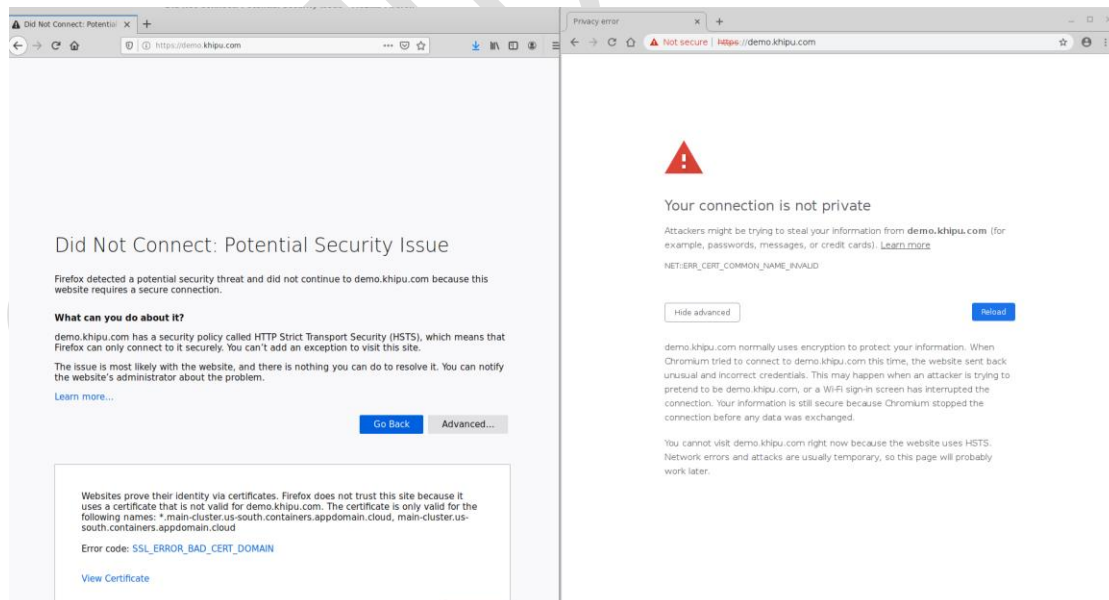 Did Not Connect: Potential
https://demo.khipu.com
Did Not Connect: Potential Security Issue
Firefox detected a potential security threat and did not continue to demo.khipu.com because this
website requires a secure connection.
What can you do about it?
demo.khipu.com has a security policy called HTTP Strict Transport Security (HSTS), which means that
Firefox can only connect to it securely. You can't add an exception to visit this site.
The issue is most likely with the website, and there is nothing you can do to resolve it. You can notify
the website's administrator about the problem.
Learn more...
Go Back Advanced...
Websites prove their identity via certificates. Firefox does not trust this site because it
uses a certificate that is not valid for demo.khipu.com. The certificate is only valid for the
following names: *.main-cluster.us-south.containers.appdomain.cloud, main-cluster.us-
south.containers.appdomain.cloud
Error code: SSL_ERROR_BAD_CERT_DOMAIN
View Certificate
Privacy error
Not secure | https://demo.khipu.com
Your connection is not private
Attackers might be trying to steal your information from demo.khipu.com (for
example, passwords, messages, or credit cards). Learn more
NET::ERR_CERT_COMMON_NAME_INVALID
Hide advanced Reload
demo.khipu.com normally uses encryption to protect your information. When
Chromium tried to connect to demo.khipu.com this time, the website sent back
unusual and incorrect credentials. This may happen when an attacker is trying to
pretend to be demo.khipu.com, or a Wi-Fi sign-in screen has interrupted the
connection. Your information is still secure because Chromium stopped the
connection before any data was exchanged.
You cannot visit demo.khipu.com right now because the website uses HSTS.
Network errors and attacks are usually temporary, so this page will probably
work later.